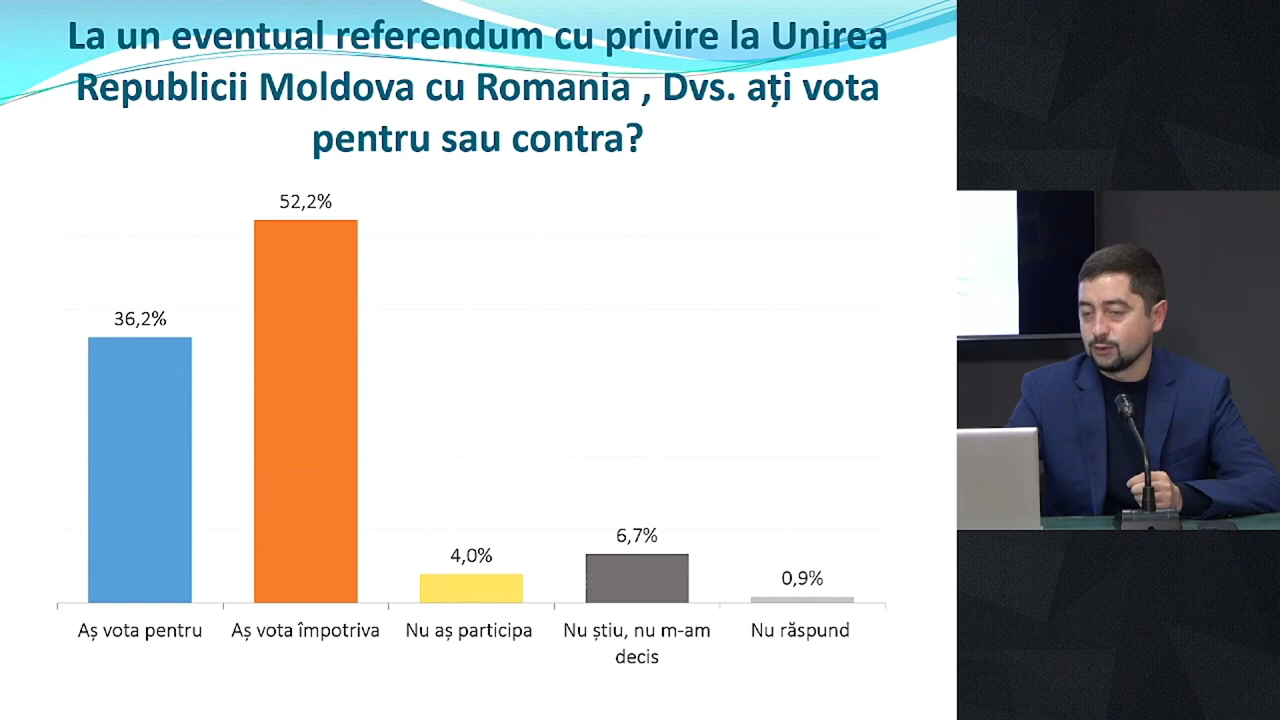 La un eventual referendum cu privire la Unirea
Republicii Moldova cu Romania , Dvs. ați vota
pentru sau contra?
52,2%
36,2%
6,7%
4,0%
0,9%
Aș vota pentru
Aș vota împotriva
Nu aș participa
Nu știu, nu m-am
decis
Nu răspund